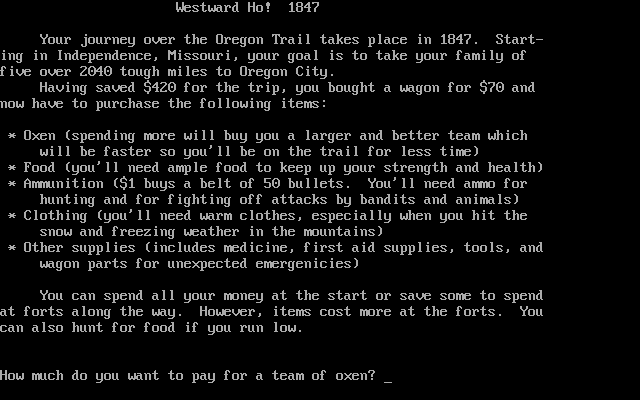 Westward Ho!  1847
Your journey over the Oregon Trail takes place in 1847.  Start-
ing in Independence, Missouri, your goal is to take your family of
five over 2040 tough miles to Oregon City.
Having saved $420 for the trip, you bought a wagon for $70 and
now have to purchase the following items:
* Oxen (spending more will buy you a larger and better team which
will be faster so you'll be on the trail for less time)
* Food (you'll need ample food to keep up your strength and health)
* Ammunition ($1 buys a belt of 50 bullets.  You'll need ammo for
hunting and for fighting off attacks by bandits and animals)
* Clothing (you'll need warm clothes, especially when you hit the
snow and freezing weather in the mountains)
* Other supplies (includes medicine, first aid supplies, tools, and
wagon parts for unexpected emergenicies)
You can spend all your money at the start or save some to spend
at forts along the way.  However, items cost more at the forts.  You
can also hunt for food if you run low.
How much do you want to pay for a team of oxen? _